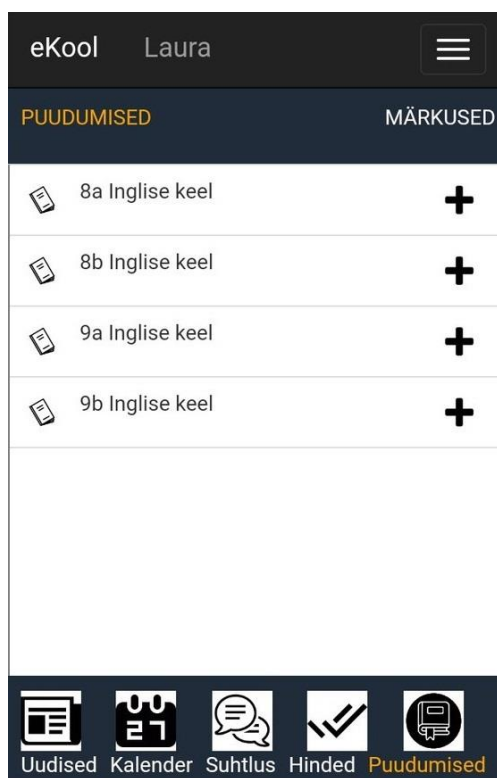 eKool Laura
PUUDUMISED MÄRKUSED
8a Inglise keel
8b Inglise keel
9a Inglise keel
9b Inglise keel
27
Uudised Kalender Suhtlus Hinded Puudumised